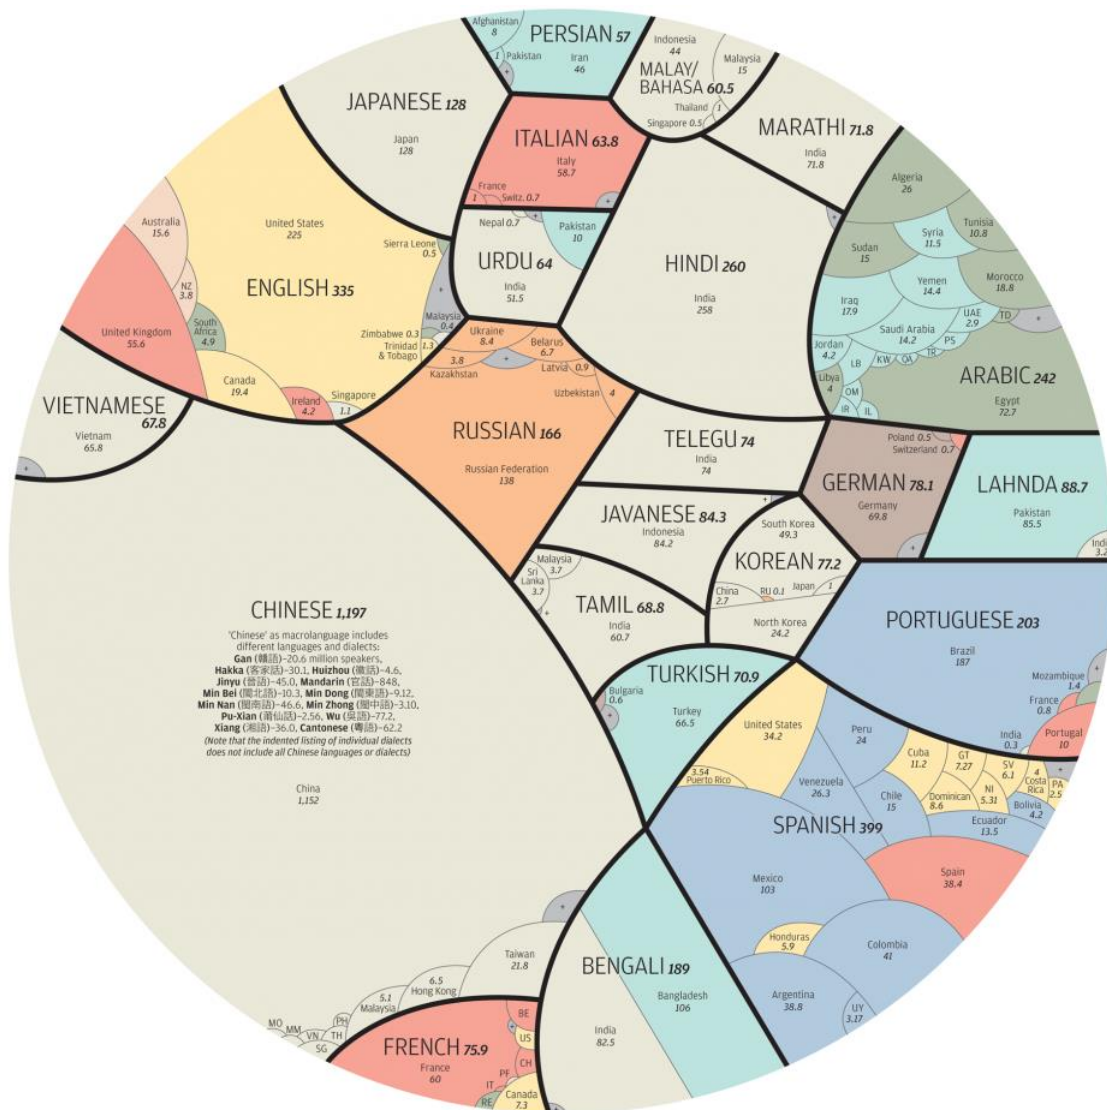 Afghanistan
8
PERSIAN 57
1 Pakistan
Iran
46
+
Indonesia
44
Malaysia
15
MALAY/
BAHASA 60.5
Thailand
1
Singapore 0.5
+
JAPANESE 128
Japan
128
ITALIAN 63.8
Italy
58.7
France
1
Switz. 0.7
+
MARATHI 71.8
India
71.8
Algeria
26
Tunisia
10.8
Syria
11.5
Sudan
15
Morocco
18.8
Yemen
14.4
Iraq
17.9
UAE
2.9
TD
+
Saudi Arabia
14.2
PS
Jordan
4.2
LB
KW
QA
TR
Libya
4
OM
IR
IL
ARABIC 242
Egypt
72.7
Australia
15.6
United States
225
Sierra Leone
0.5
+
NZ
3.8
ENGLISH 335
Malaysia
0.4
United Kingdom
55.6
South
Africa
4.9
Zimbabwe 0.3
Trinidad
& Tobago
1.3
Canada
19.4
Ireland
4.2
Singapore
1.1
Nepal 0.7
+
Pakistan
10
URDU 64
India
51.5
HINDI 260
India
258
+
VIETNAMESE
67.8
Vietnam
65.8
+
Ukraine
8.4
Belarus
6.7
3.8
Kazakhstan
+
Latvia
0.9
Uzbekistan
4
RUSSIAN 166
Russian Federation
138
TELEGU 74
India
74
Poland 0.5
Switzerland 0.7
GERMAN 78.1
Germany
69.8
+
LAHNDA 88.7
Pakistan
85.5
India
3.2
JAVANESE 84.3
Indonesia
84.2
+
South Korea
49.3
KOREAN 77.2
China
2.7
RU 0.1
Japan
1
North Korea
24.2
Malaysia
3.7
Sri
Lanka
3.7
+
TAMIL 68.8
India
60.7
CHINESE 1,197
'Chinese' as macrolanguage includes
different languages and dialects:
Gan (贛語)–20.6 million speakers,
Hakka (客家話)–30.1, Huizhou (徽話)–4.6,
Jinyu (晉語)–45.0, Mandarin (官話)–848,
Min Bei (閩北語)–10.3, Min Dong (閩東語)–9.12,
Min Nan (閩南語)–46.6, Min Zhong (閩中語)–3.10,
Pu-Xian (莆仙話)–2.56, Wu (吳語)–77.2,
Xiang (湘語)–36.0, Cantonese (粵語)–62.2
(Note that the indented listing of individual dialects
does not include all Chinese languages or dialects)
China
1,152
PORTUGUESE 203
Brazil
187
Mozambique
1.4
+
France
0.8
Portugal
10
India
0.3
TURKISH 70.9
Bulgaria
0.6
+
Turkey
66.5
United States
34.2
3.54
Puerto Rico
Peru
24
Venezuela
26.3
Cuba
11.2
GT
7.27
SV
6.1
4
Costa
Rica
+
PA
2.5
Dominican
8.6
NI
5.31
Bolivia
4.2
Chile
15
Ecuador
13.5
SPANISH 399
Mexico
103
Spain
38.4
Honduras
5.9
Colombia
41
Argentina
38.8
UY
3.17
+
BENGALI 189
Bangladesh
106
India
82.5
+
Taiwan
21.8
6.5
Hong Kong
5.1
Malaysia
PH
MO
MM
VN
TH
SG
FRENCH 75.9
France
60
BE
+
US
CH
PF
IT
RE
Canada
7.3